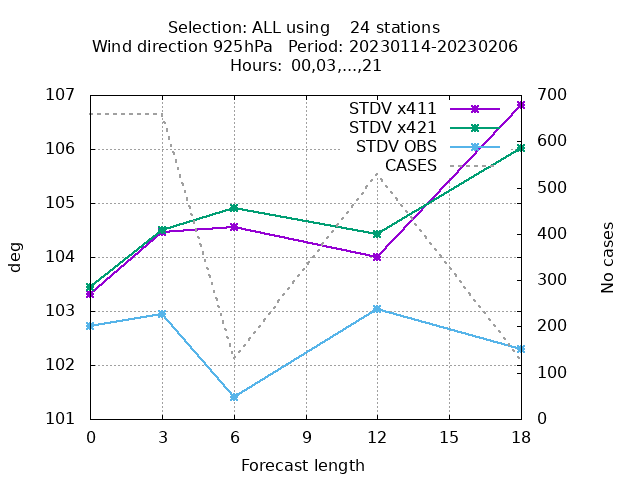 Selection: ALL using    24 stations
Wind direction 925hPa   Period: 20230114-20230206
Hours:  00,03,...,21
107
106
105
104
103
102
101
700
600
500
400
300
200
100
0
STDV x411
STDV x421
STDV OBS
CASES
deg
No cases
0 3 6 9 12 15 18
Forecast length